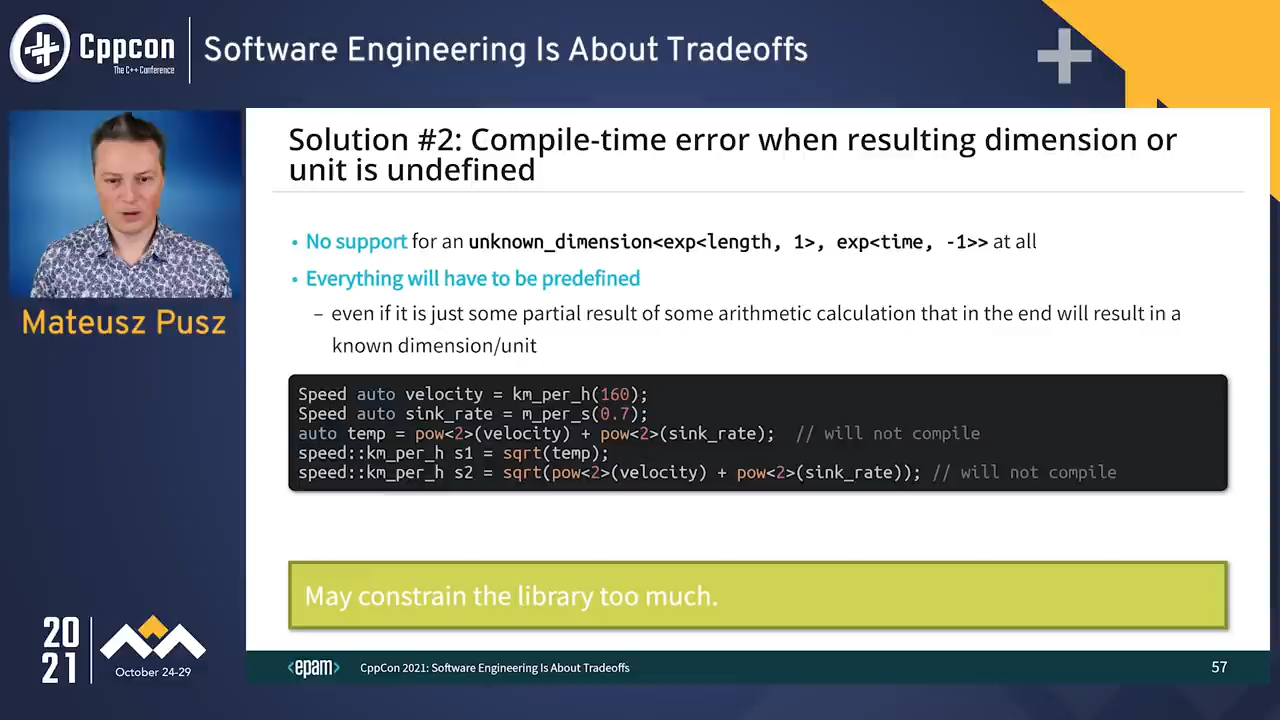 Cppcon
The C++ Conference
Software Engineering Is About Tradeoffs
Mateusz Pusz
Solution #2: Compile-time error when resulting dimension or
unit is undefined
• No support for an unknown_dimension<exp<length, 1>, exp<time, -1>> at all
• Everything will have to be predefined
– even if it is just some partial result of some arithmetic calculation that in the end will result in a
known dimension/unit
Speed auto velocity = km_per_h(160);
Speed auto sink_rate = m_per_s(0.7);
auto temp = pow<2>(velocity) + pow<2>(sink_rate); // will not compile
speed::km_per_h s1 = sqrt(temp);
speed::km_per_h s2 = sqrt(pow<2>(velocity) + pow<2>(sink_rate)); // will not compile
May constrain the library too much.
20
21
October 24-29
<epam>
CppCon 2021: Software Engineering Is About Tradeoffs
57